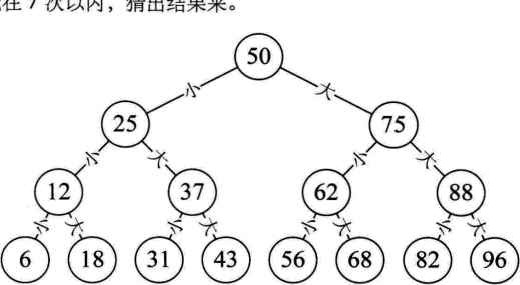 在 7 次以内，猜出结果来。
50
小 大
25 75
小 大 小 大
12 37 62 88
小 大 小 大 小 大 小 大
6 18 31 43 56 68 82 96